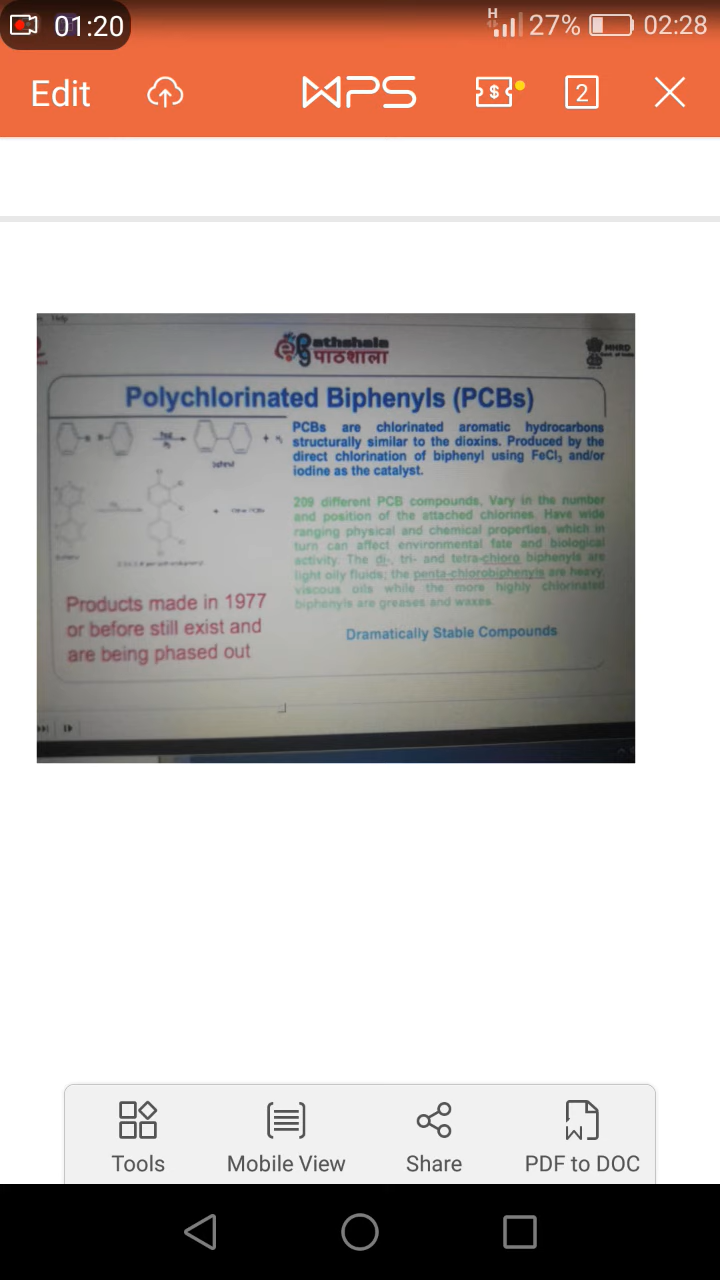 01:20
H
27%
02:28
Edit
WPS
$
2
Help
ePathshala
पाठशाला
MHRD
Polychlorinated Biphenyls (PCBs)
PCBs are chlorinated aromatic hydrocarbons
structurally similar to the dioxins. Produced by the
direct chlorination of biphenyl using FeCl₃ and/or
iodine as the catalyst.
209 different PCB compounds. Vary in the number
and position of the attached chlorines. Have wide
ranging physical and chemical properties, which in
turn can affect environmental fate and biological
activity. The di-, tri- and tetra-chloro biphenyls are
light oily fluids; the penta-chlorobiphenyls are heavy,
viscous oils while the more highly chlorinated
biphenyls are greases and waxes.
Dramatically Stable Compounds
Products made in 1977
or before still exist and
are being phased out
Tools
Mobile View
Share
PDF to DOC